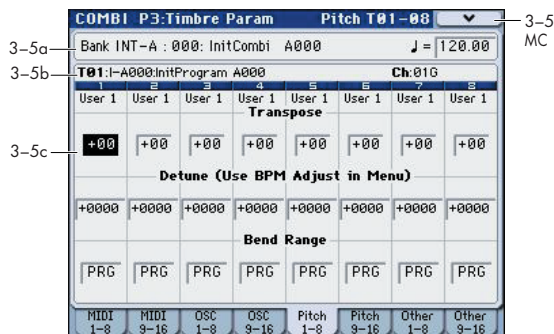 COMBI P3:Timbre Param Pitch T01-08
3–5
MC
3–5a
Bank INT-A : 000: InitCombi A000 ♩= 120.00
3–5b
T01:I-A000:InitProgram A000 Ch:01G
1 2 3 4 5 6 7 8
User 1 User 1 User 1 User 1 User 1 User 1 User 1 User 1
Transpose
3–5c
+00 +00 +00 +00 +00 +00 +00 +00
Detune (Use BPM Adjust in Menu)
+0000 +0000 +0000 +0000 +0000 +0000 +0000 +0000
Bend Range
PRG PRG PRG PRG PRG PRG PRG PRG
MIDI 1-8 MIDI 9-16 OSC 1-8 OSC 9-16 Pitch 1-8 Pitch 9-16 Other 1-8 Other 9-16